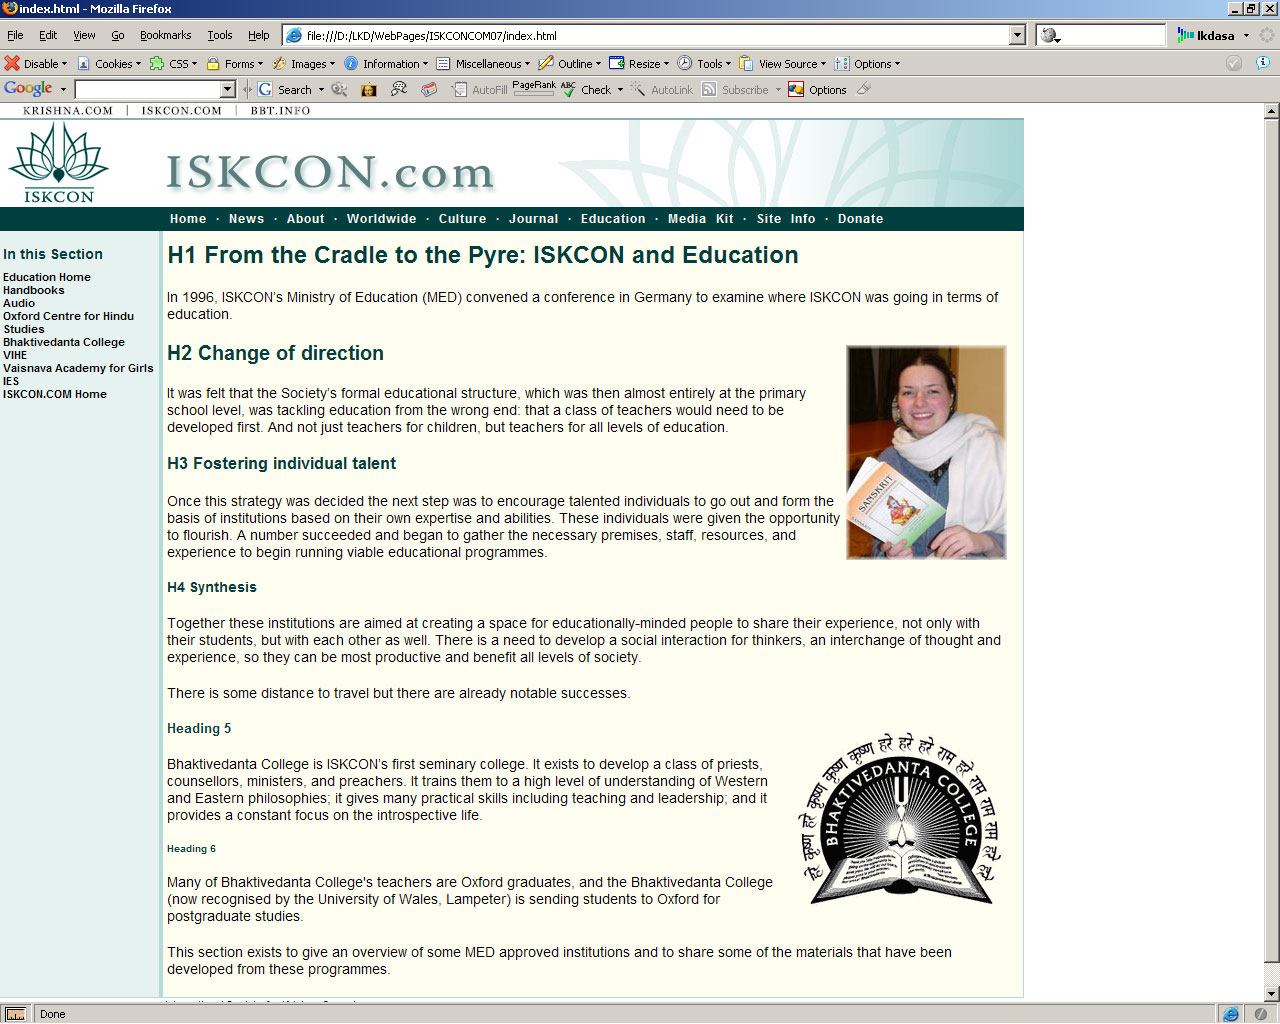 index.html - Mozilla Firefox
File Edit View Go Bookmarks Tools Help
file:///D:/LKD/WebPages/ISKCONCOM07/index.html
lkdasa
Disable Cookies CSS Forms Images Information Miscellaneous Outline Resize Tools View Source Options
Google Search PageRank ABC Check AutoFill AutoLink Subscribe Options
KRISHNA.COM | ISKCON.COM | BBT.INFO
ISKCON
ISKCON.com
Home · News · About · Worldwide · Culture · Journal · Education · Media Kit · Site Info · Donate
In this Section
Education Home
Handbooks
Audio
Oxford Centre for Hindu
Studies
Bhaktivedanta College
VIHE
Vaisnava Academy for Girls
IES
ISKCON.COM Home
H1 From the Cradle to the Pyre: ISKCON and Education
In 1996, ISKCON's Ministry of Education (MED) convened a conference in Germany to examine where ISKCON was going in terms of
education.
H2 Change of direction
It was felt that the Society's formal educational structure, which was then almost entirely at the primary
school level, was tackling education from the wrong end: that a class of teachers would need to be
developed first. And not just teachers for children, but teachers for all levels of education.
SANSKRIT
H3 Fostering individual talent
Once this strategy was decided the next step was to encourage talented individuals to go out and form the
basis of institutions based on their own expertise and abilities. These individuals were given the opportunity
to flourish. A number succeeded and began to gather the necessary premises, staff, resources, and
experience to begin running viable educational programmes.
H4 Synthesis
Together these institutions are aimed at creating a space for educationally-minded people to share their experience, not only with
their students, but with each other as well. There is a need to develop a social interaction for thinkers, an interchange of thought and
experience, so they can be most productive and benefit all levels of society.
There is some distance to travel but there are already notable successes.
Heading 5
Bhaktivedanta College is ISKCON's first seminary college. It exists to develop a class of priests,
counsellors, ministers, and preachers. It trains them to a high level of understanding of Western
and Eastern philosophies; it gives many practical skills including teaching and leadership; and it
provides a constant focus on the introspective life.
हरे कृष्ण हरे कृष्ण कृष्ण कृष्ण हरे हरे हरे राम हरे राम राम राम हरे हरे
BHAKTIVEDANTA COLLEGE
Heading 6
Many of Bhaktivedanta College's teachers are Oxford graduates, and the Bhaktivedanta College
(now recognised by the University of Wales, Lampeter) is sending students to Oxford for
postgraduate studies.
This section exists to give an overview of some MED approved institutions and to share some of the materials that have been
developed from these programmes.
Done